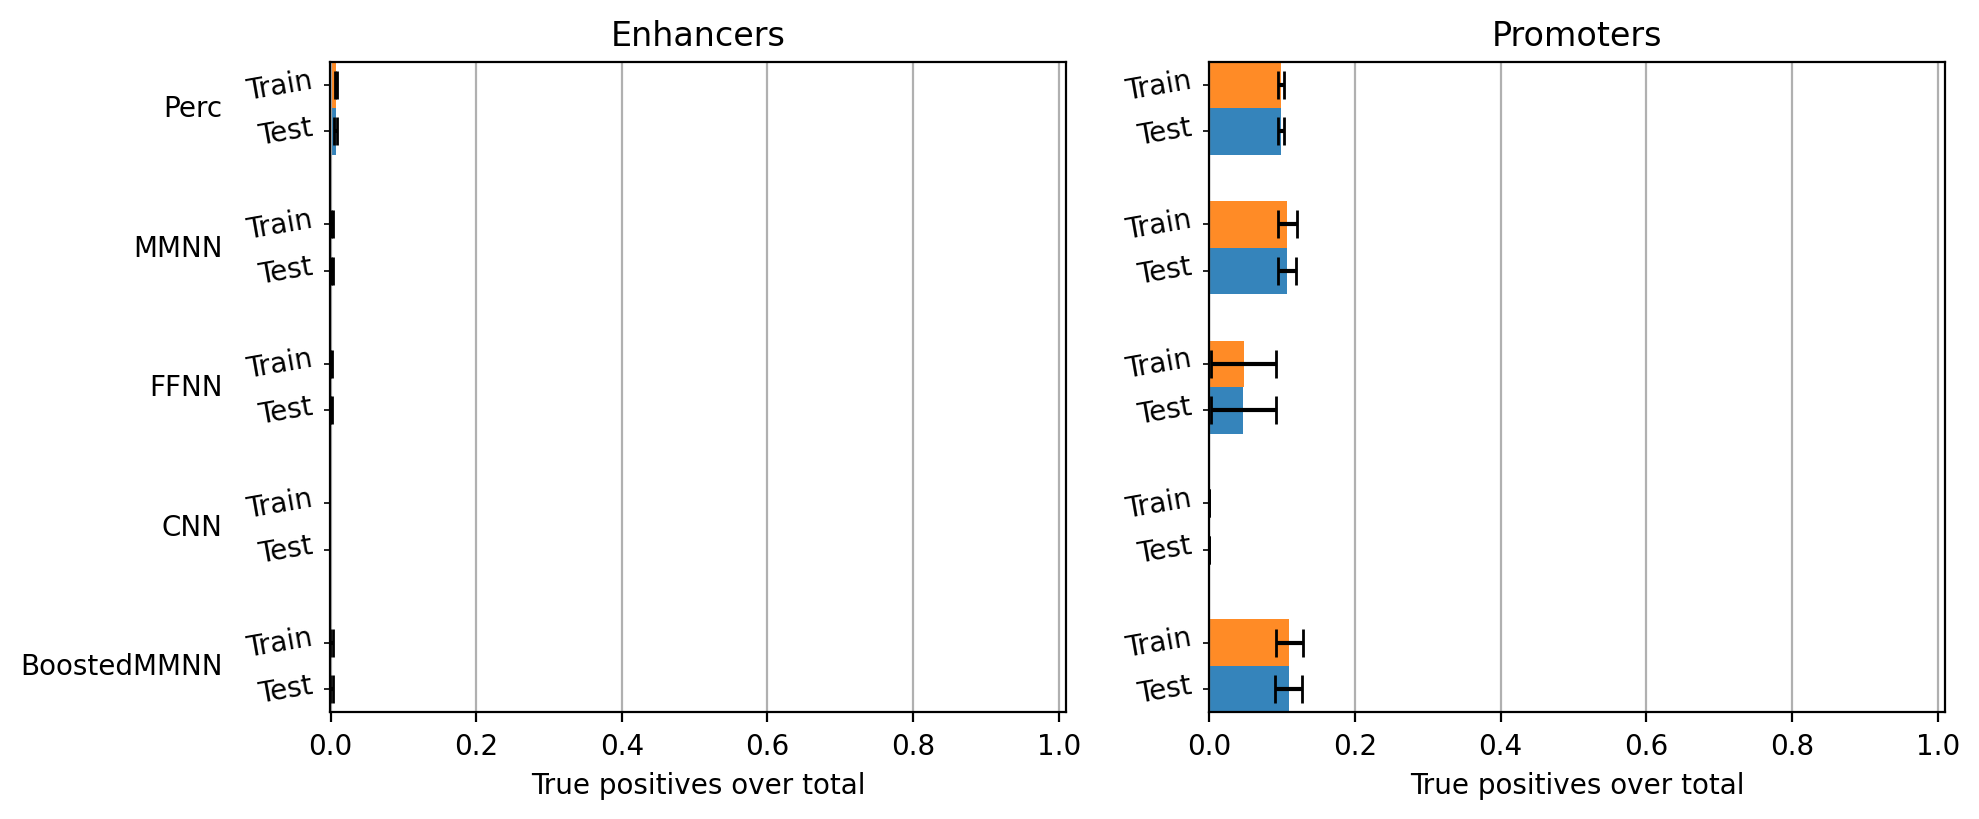 Enhancers
Promoters
Perc
Train
Test
MMNN
Train
Test
FFNN
Train
Test
CNN
Train
Test
BoostedMMNN
Train
Test
0.0 0.2 0.4 0.6 0.8 1.0
True positives over total
Train
Test
Train
Test
Train
Test
Train
Test
Train
Test
0.0 0.2 0.4 0.6 0.8 1.0
True positives over total